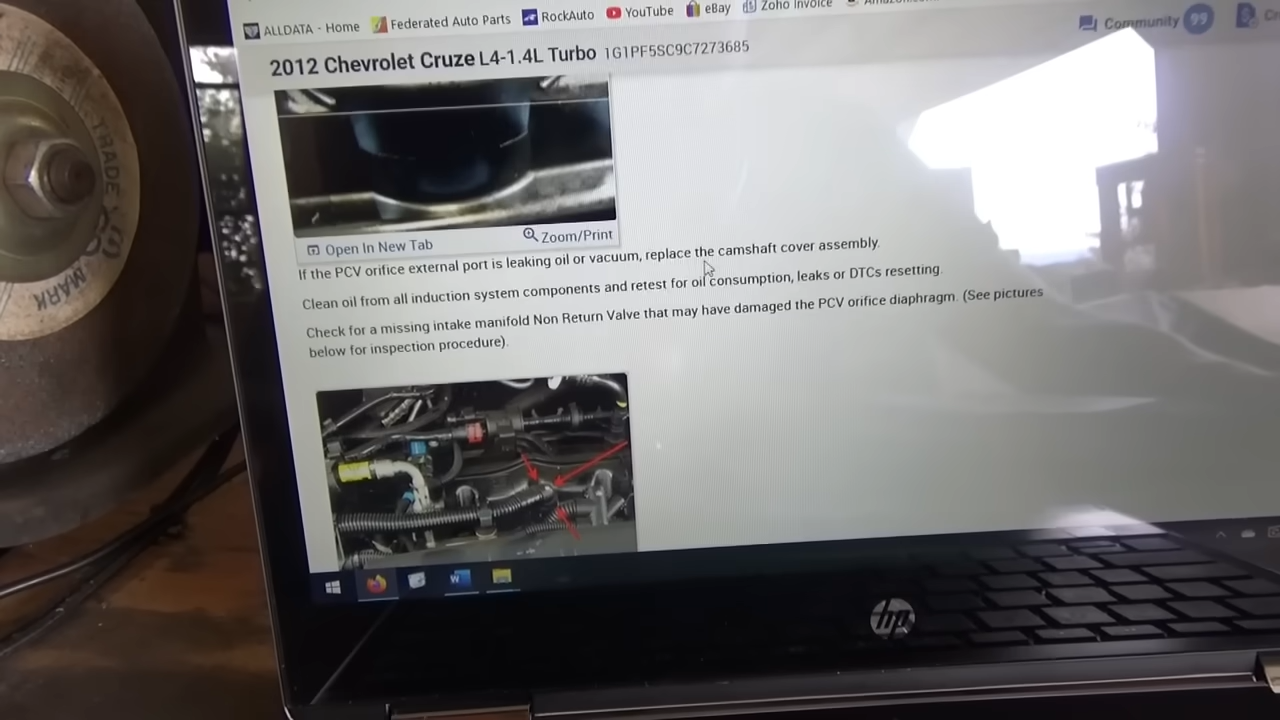 ALLDATA - Home Federated Auto Parts RockAuto YouTube eBay Zoho Invoice
Community 99
2012 Chevrolet Cruze L4-1.4L Turbo 1G1PF5SC9C7273685
Open In New Tab Zoom/Print
If the PCV orifice external port is leaking oil or vacuum, replace the camshaft cover assembly.
Clean oil from all induction system components and retest for oil consumption, leaks or DTCs resetting.
Check for a missing intake manifold Non Return Valve that may have damaged the PCV orifice diaphragm. (See pictures
below for inspection procedure).
hp
TRADE
MARK